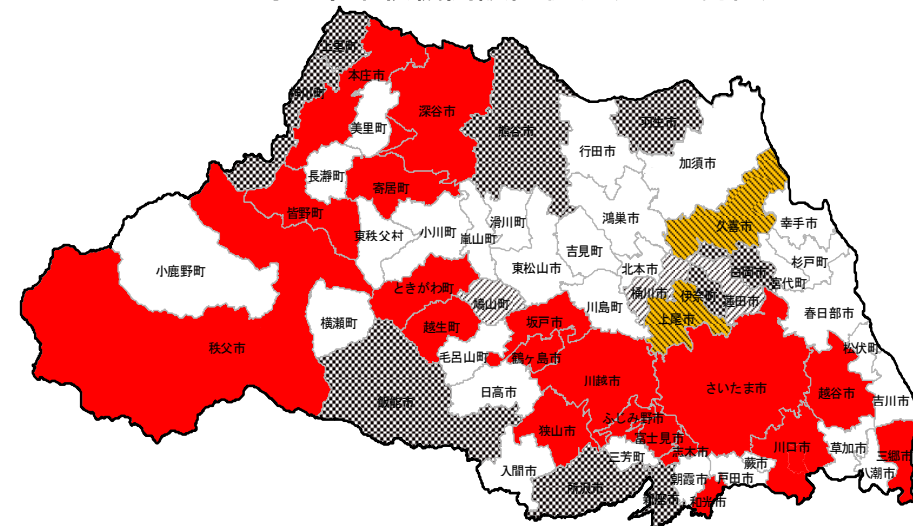 上里町
本庄市
神川町
深谷市
熊谷市
羽生市
美里町
行田市
加須市
長瀞町
寄居町
皆野町
東秩父村
小川町
嵐山町
滑川町
鴻巣市
久喜市
幸手市
小鹿野町
東松山市
吉見町
北本市
白岡市
杉戸町
宮代町
ときがわ町
鳩山町
川島町
桶川市
伊奈町
蓮田市
春日部市
横瀬町
越生町
坂戸市
上尾市
秩父市
毛呂山町
鶴ヶ島市
松伏町
飯能市
日高市
川越市
さいたま市
越谷市
吉川市
狭山市
ふじみ野市
富士見市
入間市
三芳町
志木市
川口市
草加市
三郷市
所沢市
新座市
朝霞市
和光市
戸田市
蕨市
八潮市